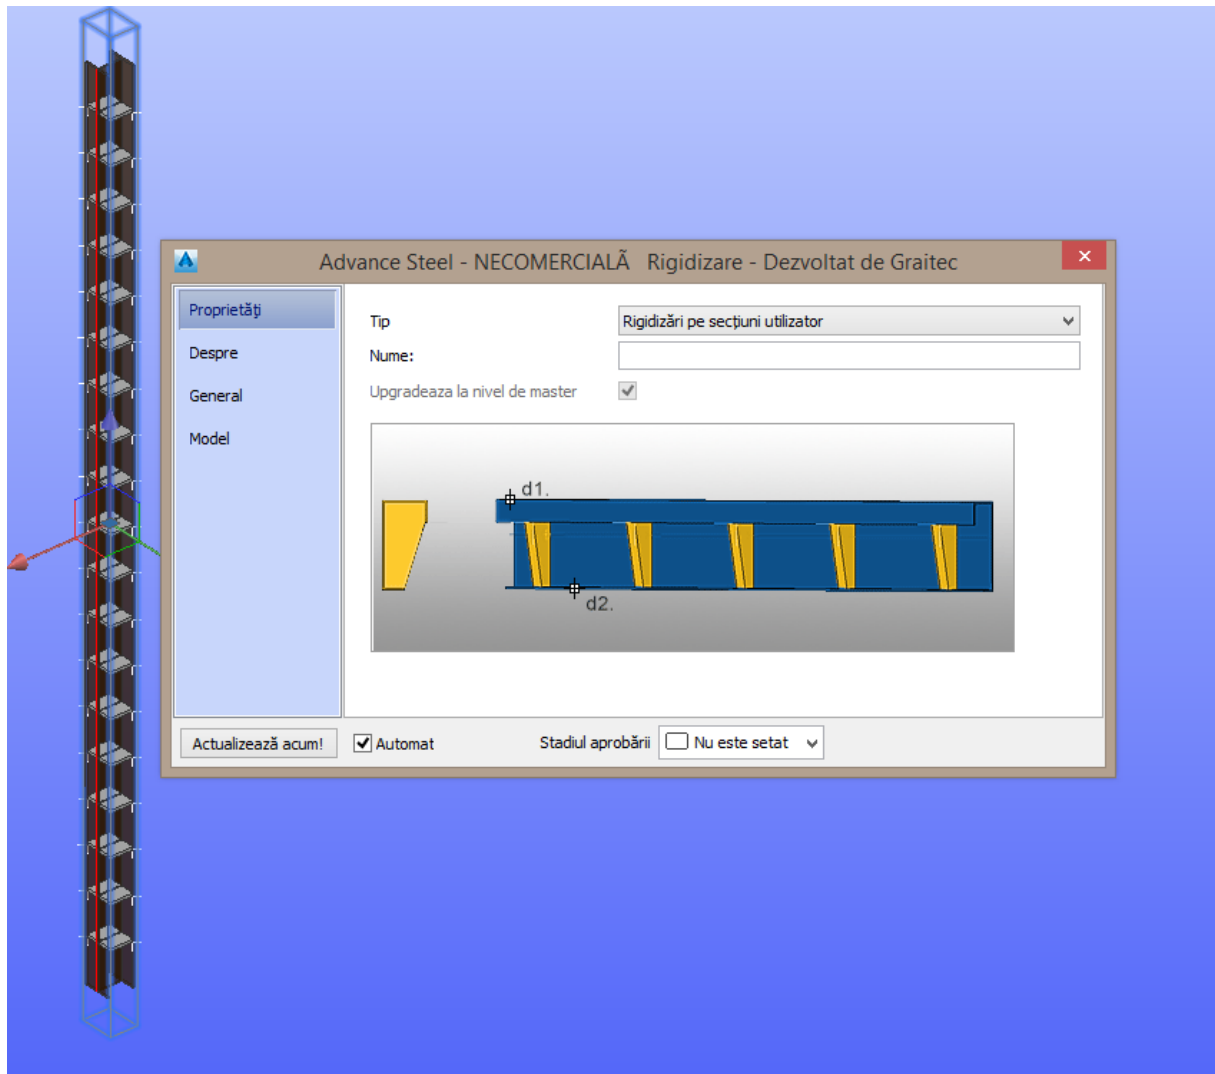 Advance Steel - NECOMERCIALÃ   Rigidizare - Dezvoltat de Graitec
Proprietăţi
Despre
General
Model
Tip
Rigidizări pe secţiuni utilizator
Nume:
Upgradeaza la nivel de master
d1.
d2.
Actualizează acum!
Automat
Stadiul aprobării
Nu este setat